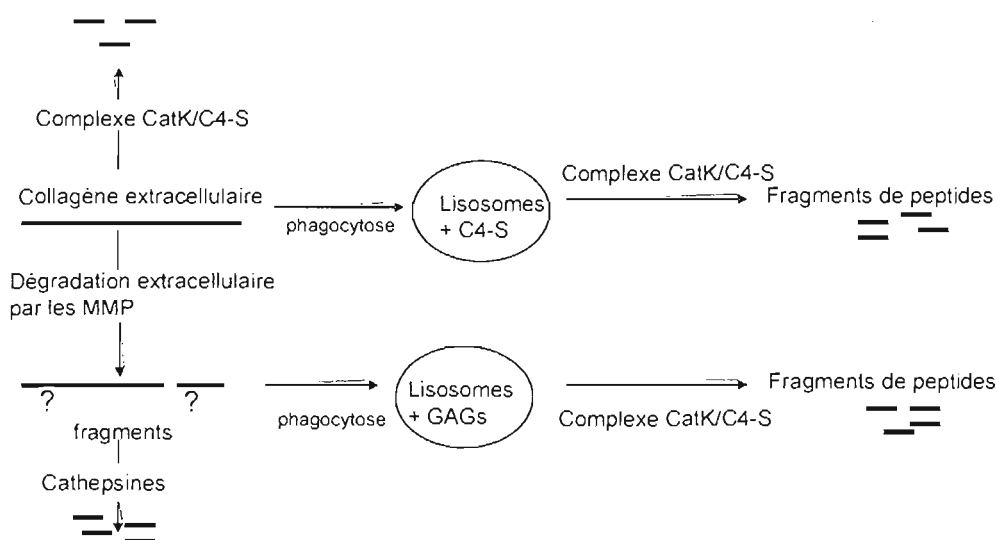 Complexe CatK/C4-S
Collagène extracellulaire
phagocytose
Lisosomes
+ C4-S
Complexe CatK/C4-S
Fragments de peptides
Dégradation extracellulaire
par les MMP
? ?
fragments
phagocytose
Lisosomes
+ GAGs
Complexe CatK/C4-S
Fragments de peptides
Cathepsines